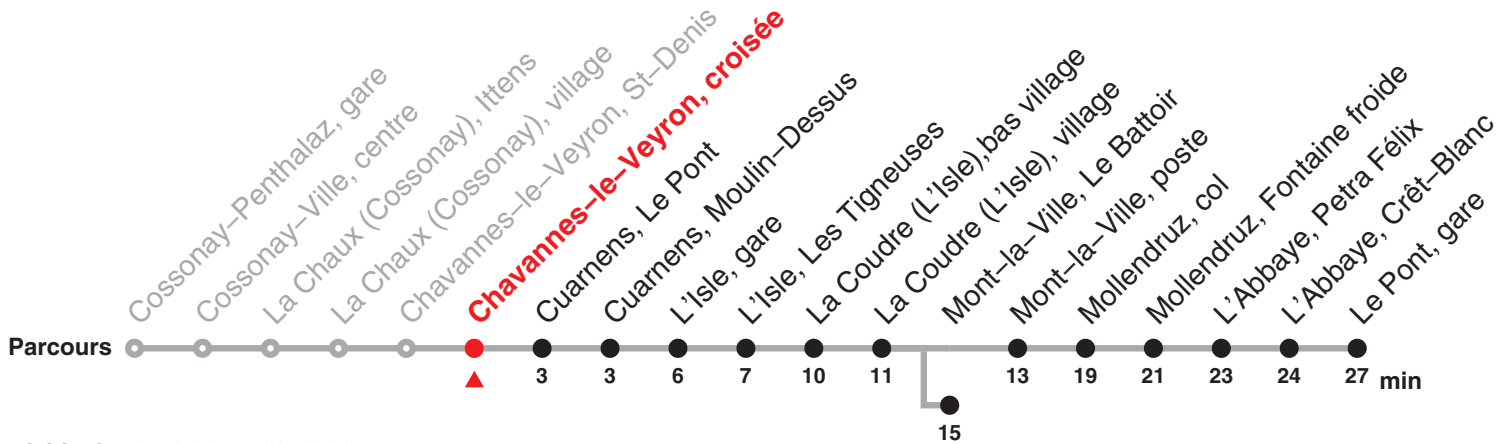 Cossonay–Penthalaz, gare
Cossonay–Ville, centre
La Chaux (Cossonay), Ittens
La Chaux (Cossonay), village
Chavannes–le–Veyron, St–Denis
Chavannes–le–Veyron, croisée
Cuarnens, Le Pont
Cuarnens, Moulin–Dessus
L'Isle, gare
L'Isle, Les Tigneuses
La Coudre (L'Isle),bas village
La Coudre (L'Isle), village
Mont–la–Ville, Le Battoir
Mont–la–Ville, poste
Mollendruz, col
Mollendruz, Fontaine froide
L'Abbaye, Petra Félix
L'Abbaye, Crêt–Blanc
Le Pont, gare
Parcours
3 3 6 7 10 11 13 19 21 23 24 27 min
15